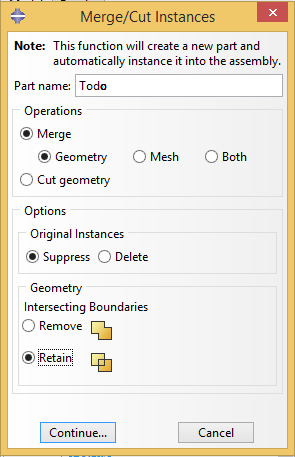 Merge/Cut Instances
Note: This function will create a new part and
automatically instance it into the assembly.
Part name: Todo
Operations
Merge
Geometry Mesh Both
Cut geometry
Options
Original Instances
Suppress Delete
Geometry
Intersecting Boundaries
Remove
Retain
Continue... Cancel